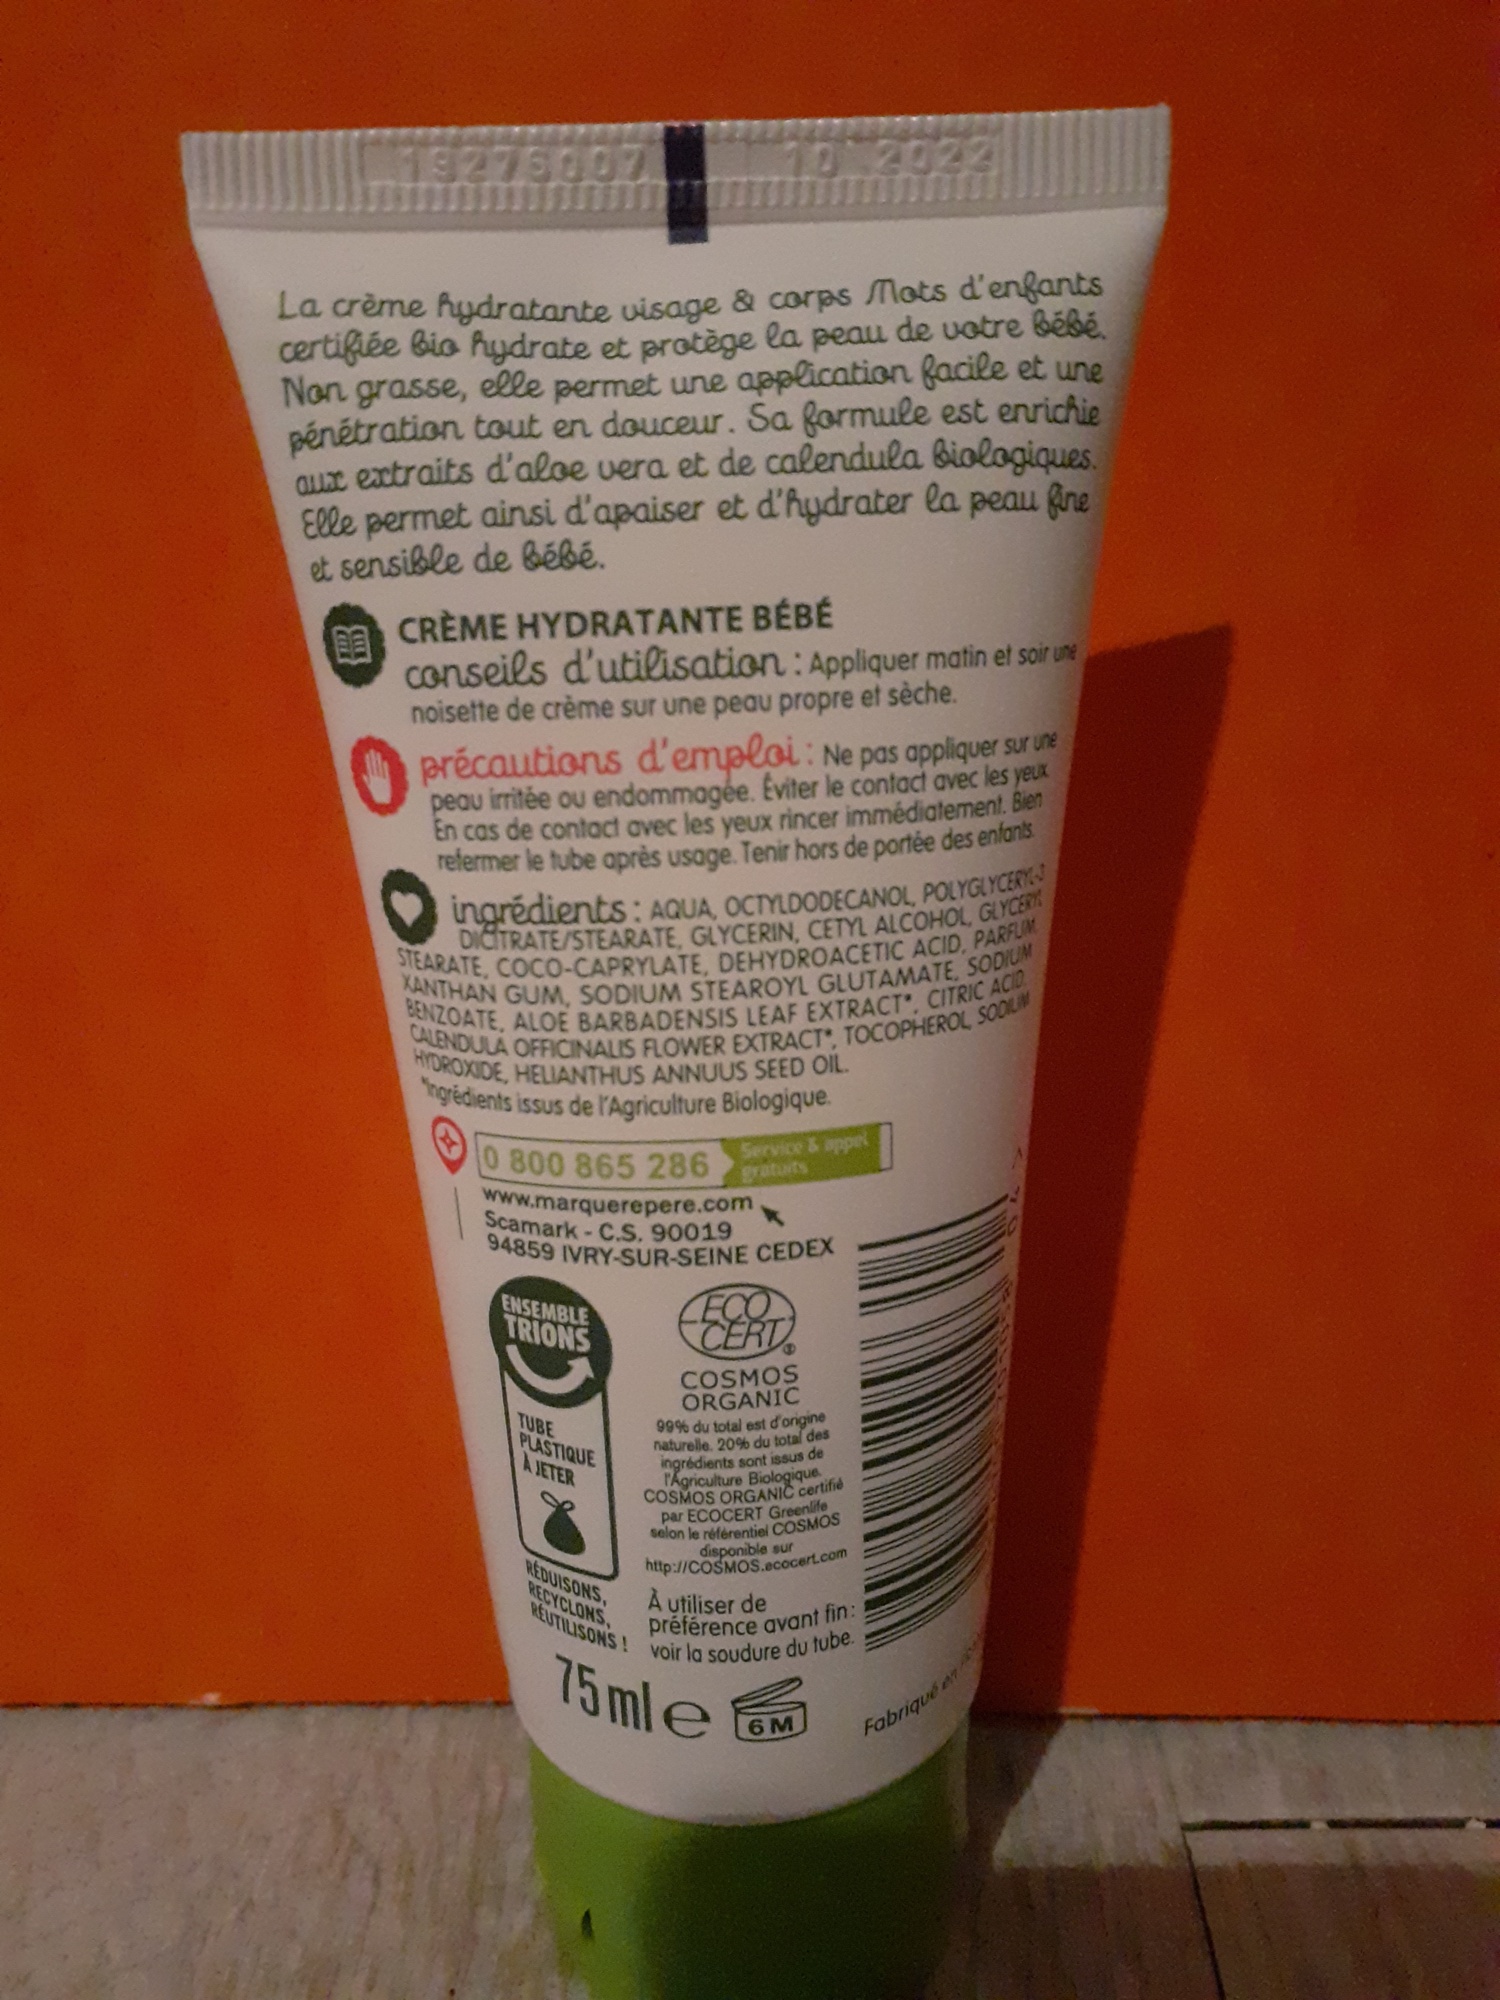 19275007 10 2022
La crème hydratante visage & corps Mots d'enfants
certifiée bio hydrate et protège la peau de votre bébé.
Non grasse, elle permet une application facile et une
pénétration tout en douceur. Sa formule est enrichie
aux extraits d'aloe vera et de calendula biologiques.
Elle permet ainsi d'apaiser et d'hydrater la peau fine
et sensible de bébé.
CRÈME HYDRATANTE BÉBÉ
conseils d'utilisation : Appliquer matin et soir une
noisette de crème sur une peau propre et sèche.
précautions d'emploi : Ne pas appliquer sur une
peau irritée ou endommagée. Éviter le contact avec les yeux.
En cas de contact avec les yeux rincer immédiatement. Bien
refermer le tube après usage. Tenir hors de portée des enfants.
ingrédients : AQUA, OCTYLDODECANOL, POLYGLYCERYL-3
DICITRATE/STEARATE, GLYCERIN, CETYL ALCOHOL, GLYCERYL
STEARATE, COCO-CAPRYLATE, DEHYDROACETIC ACID, PARFUM,
XANTHAN GUM, SODIUM STEAROYL GLUTAMATE, SODIUM
BENZOATE, ALOE BARBADENSIS LEAF EXTRACT*, CITRIC ACID,
CALENDULA OFFICINALIS FLOWER EXTRACT*, TOCOPHEROL, SODIUM
HYDROXIDE, HELIANTHUS ANNUUS SEED OIL.
*Ingrédients issus de l'Agriculture Biologique.
0 800 865 286 Service & appel
gratuits
www.marquerepere.com
Scamark - C.S. 90019
94859 IVRY-SUR-SEINE CEDEX
ENSEMBLE
TRIONS
TUBE
PLASTIQUE
À JETER
RÉDUISONS,
RECYCLONS,
RÉUTILISONS !
ECO
CERT®
COSMOS
ORGANIC
99% du total est d'origine
naturelle. 20% du total des
ingrédients sont issus de
l'Agriculture Biologique.
COSMOS ORGANIC certifié
par ECOCERT Greenlife
selon le référentiel COSMOS
disponible sur
http://COSMOS.ecocert.com
À utiliser de
préférence avant fin :
voir la soudure du tube.
75 ml e
6 M
Fabriqué en